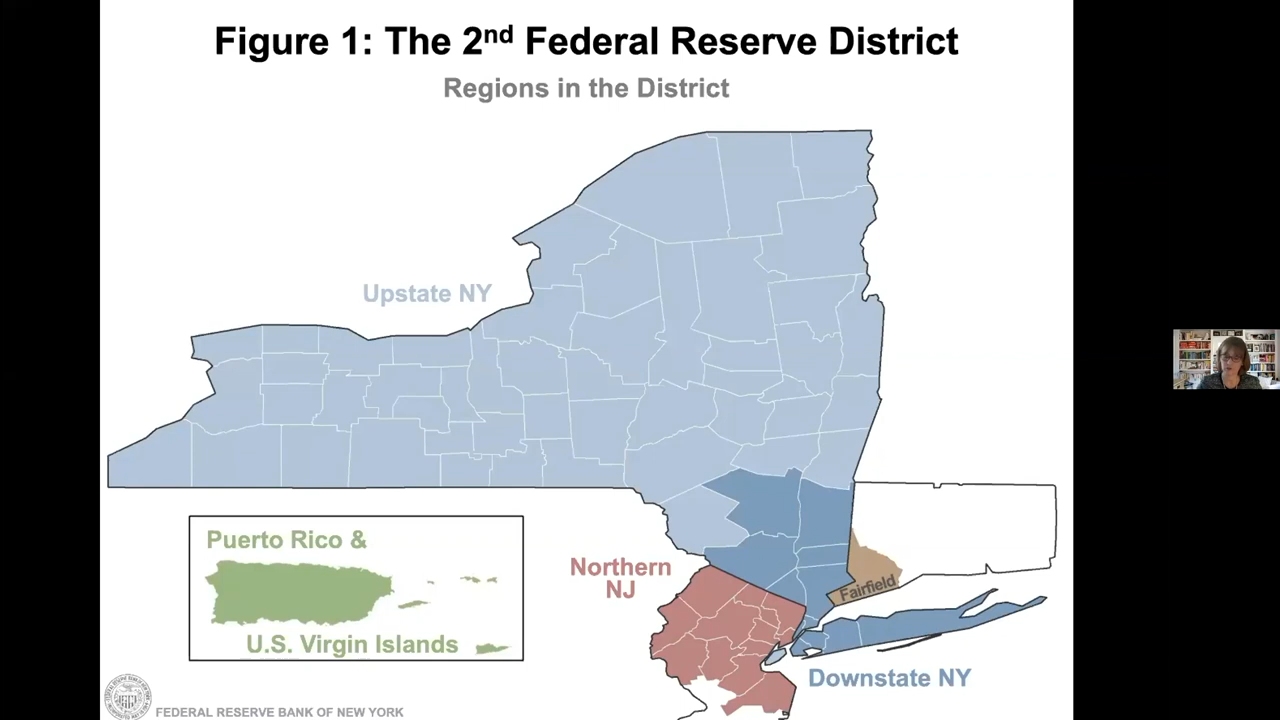 Figure 1: The 2nd Federal Reserve District
Regions in the District
Upstate NY
Puerto Rico &
U.S. Virgin Islands
Northern
NJ
Fairfield
Downstate NY
FEDERAL RESERVE BANK OF NEW YORK